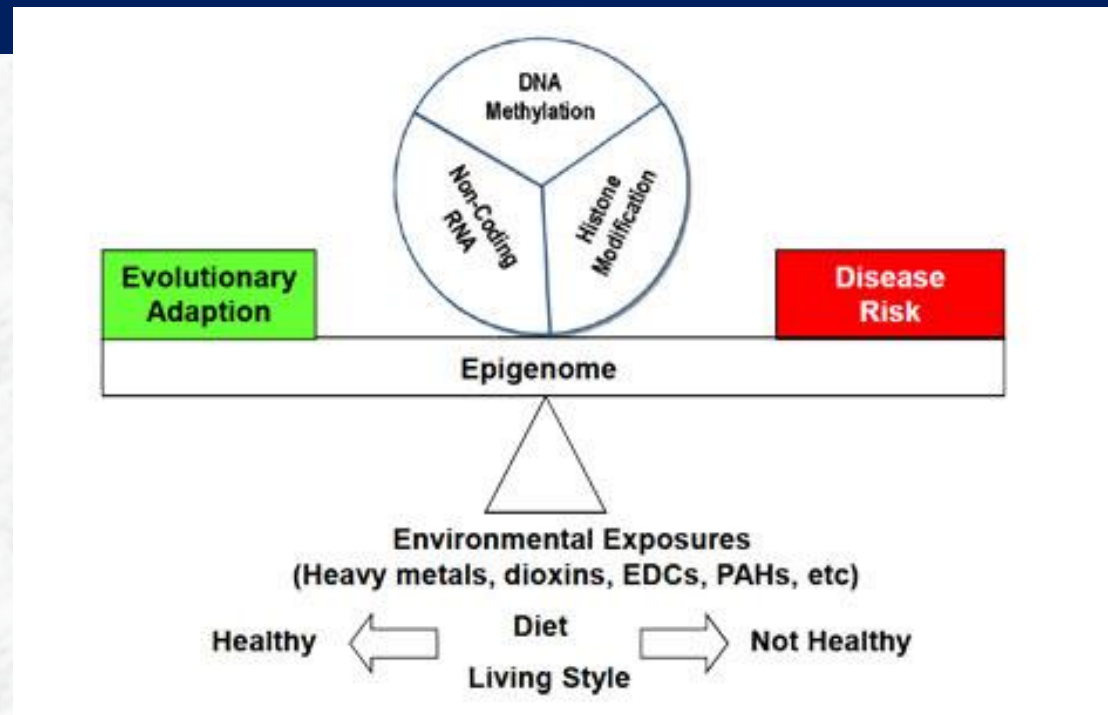 DNA
Methylation
Non-Coding
RNA
Histone
Modification
Evolutionary
Adaption
Disease
Risk
Epigenome
Environmental Exposures
(Heavy metals, dioxins, EDCs, PAHs, etc)
Healthy
Diet
Not Healthy
Living Style